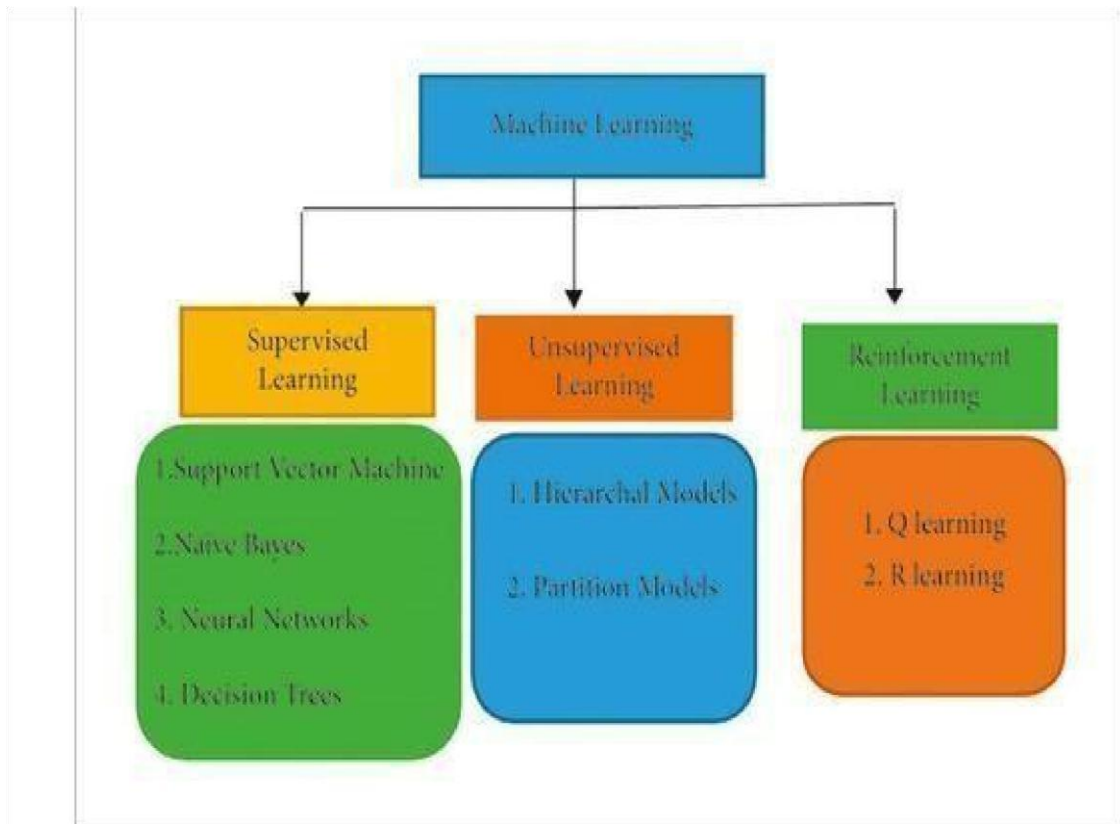 Machine Learning
Supervised
Learning
Unsupervised
Learning
Reinforcement
Learning
1.Support Vector Machine
2.Naive Bayes
3. Neural Networks
4. Decision Trees
1. Hierarchal Models
2. Partition Models
1. Q learning
2. R learning